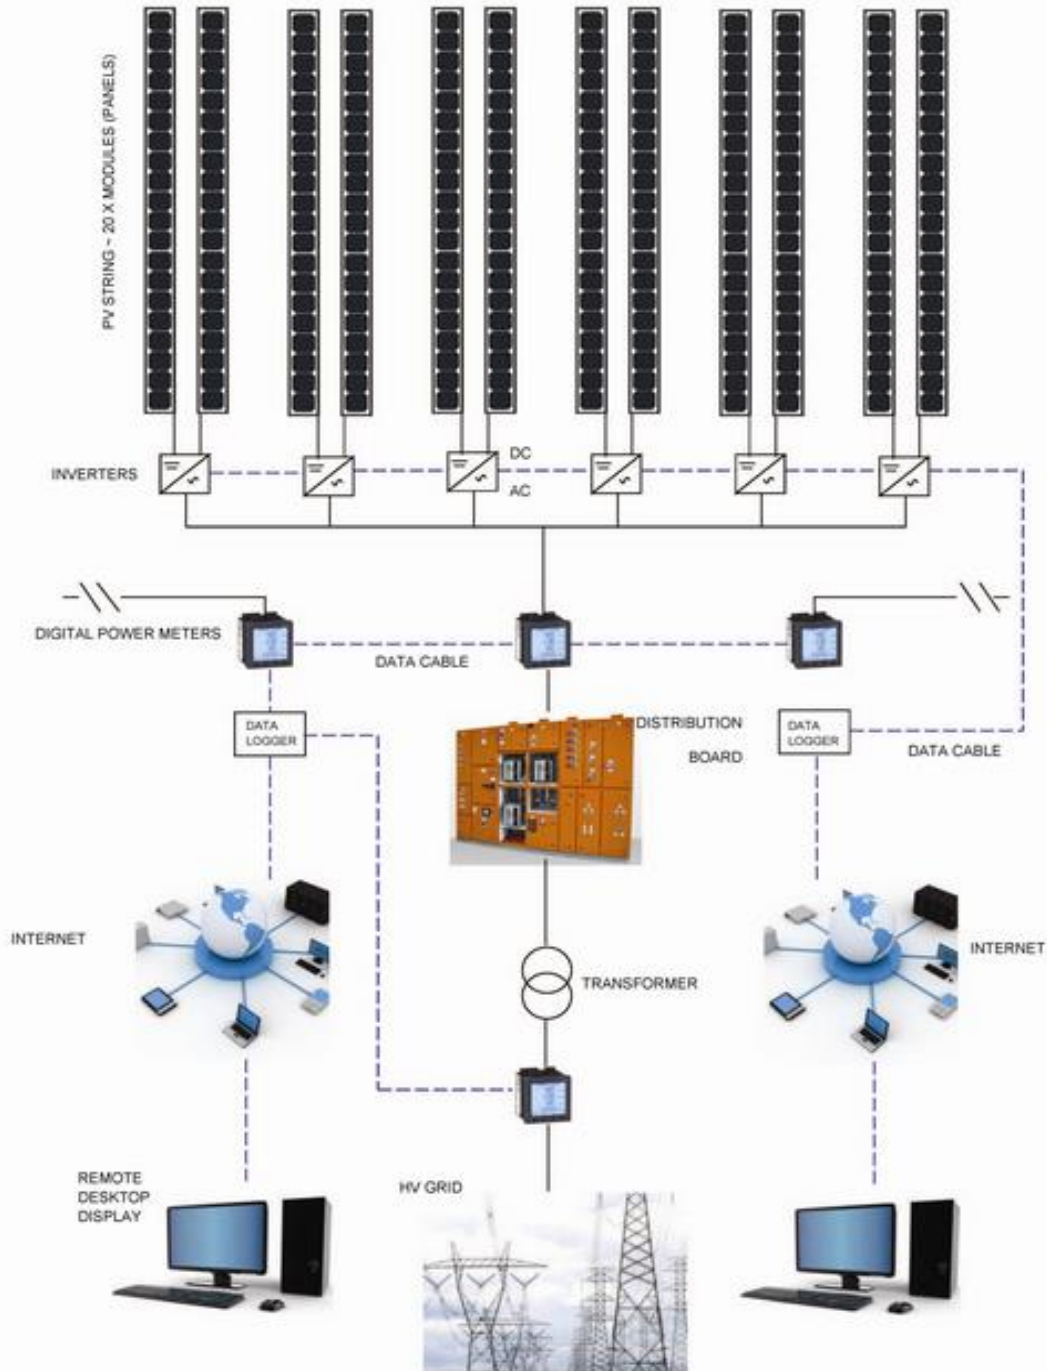 PV STRING ~ 20 X MODULES (PANELS)
INVERTERS
DC
AC
DIGITAL POWER METERS
DATA CABLE
DATA
LOGGER
DISTRIBUTION
BOARD
DATA
LOGGER
DATA CABLE
INTERNET
INTERNET
TRANSFORMER
REMOTE
DESKTOP
DISPLAY
HV GRID